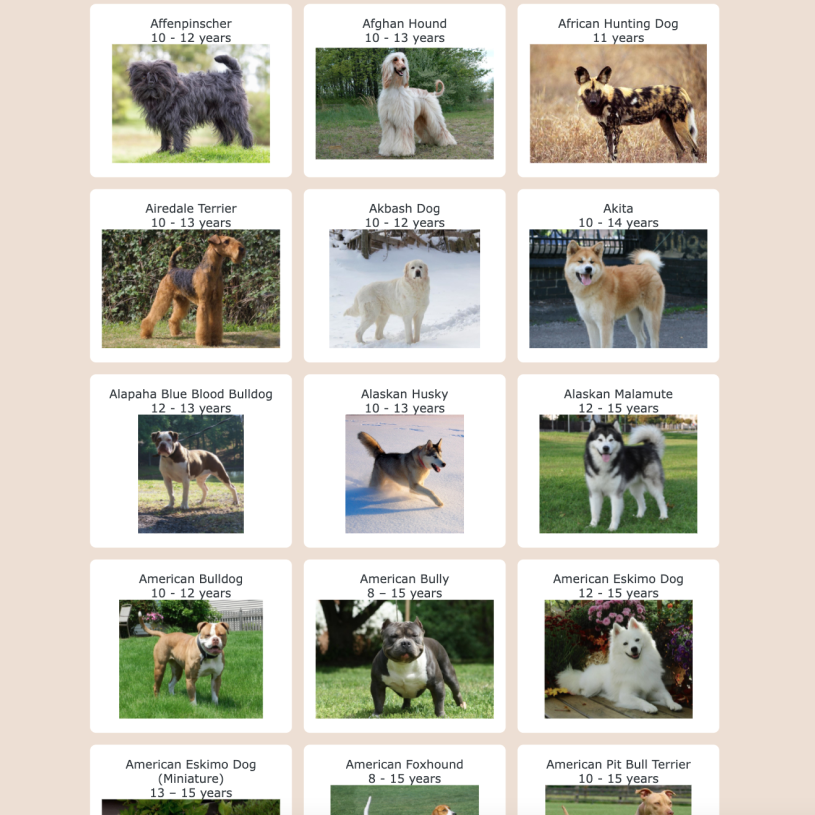 Affenpinscher
10 - 12 years
Afghan Hound
10 - 13 years
African Hunting Dog
11 years
Airedale Terrier
10 - 13 years
Akbash Dog
10 - 12 years
Akita
10 - 14 years
Alapaha Blue Blood Bulldog
12 - 13 years
Alaskan Husky
10 - 13 years
Alaskan Malamute
12 - 15 years
American Bulldog
10 - 12 years
American Bully
8 – 15 years
American Eskimo Dog
12 - 15 years
American Eskimo Dog
(Miniature)
13 – 15 years
American Foxhound
8 - 15 years
American Pit Bull Terrier
10 - 15 years